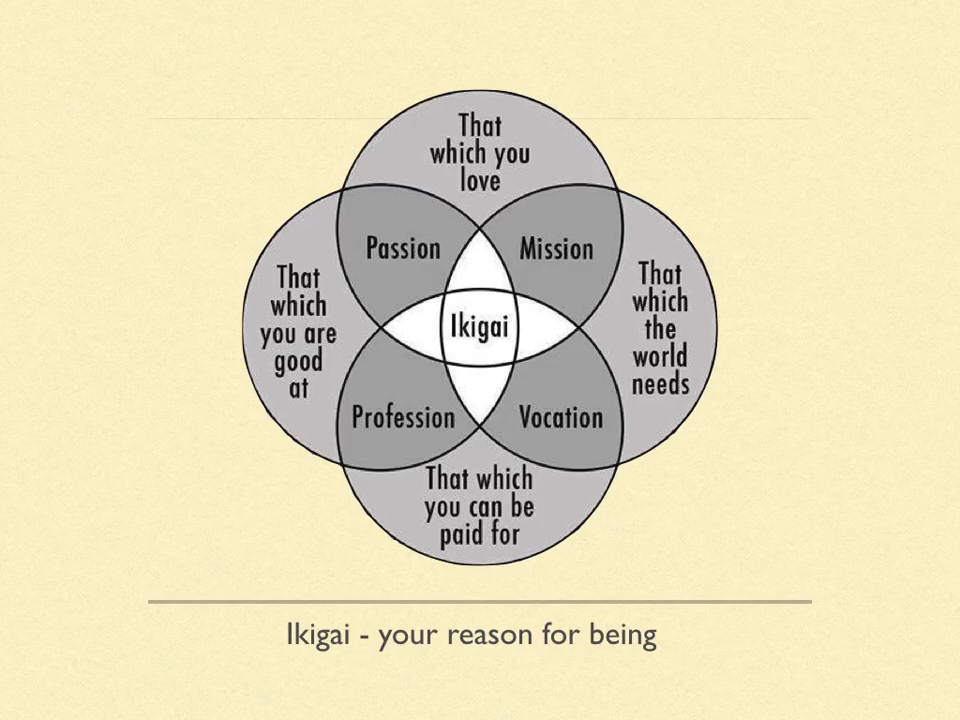 That
which you
love
Passion
Mission
That
which
you are
good
at
Ikigai
That
which
the
world
needs
Profession
Vocation
That which
you can be
paid for
Ikigai - your reason for being